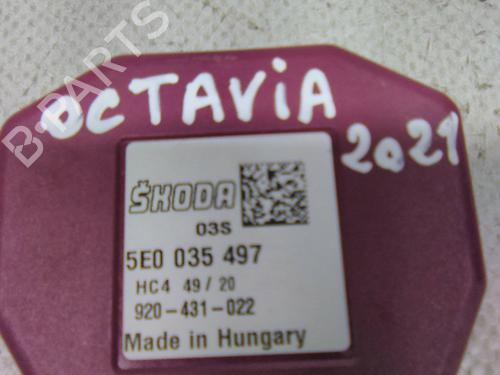 B-PARTS
OCTAVIA
2021
ŠKODA
03S
5E0 035 497
HC4 49/20
920-431-022
Made in Hungary